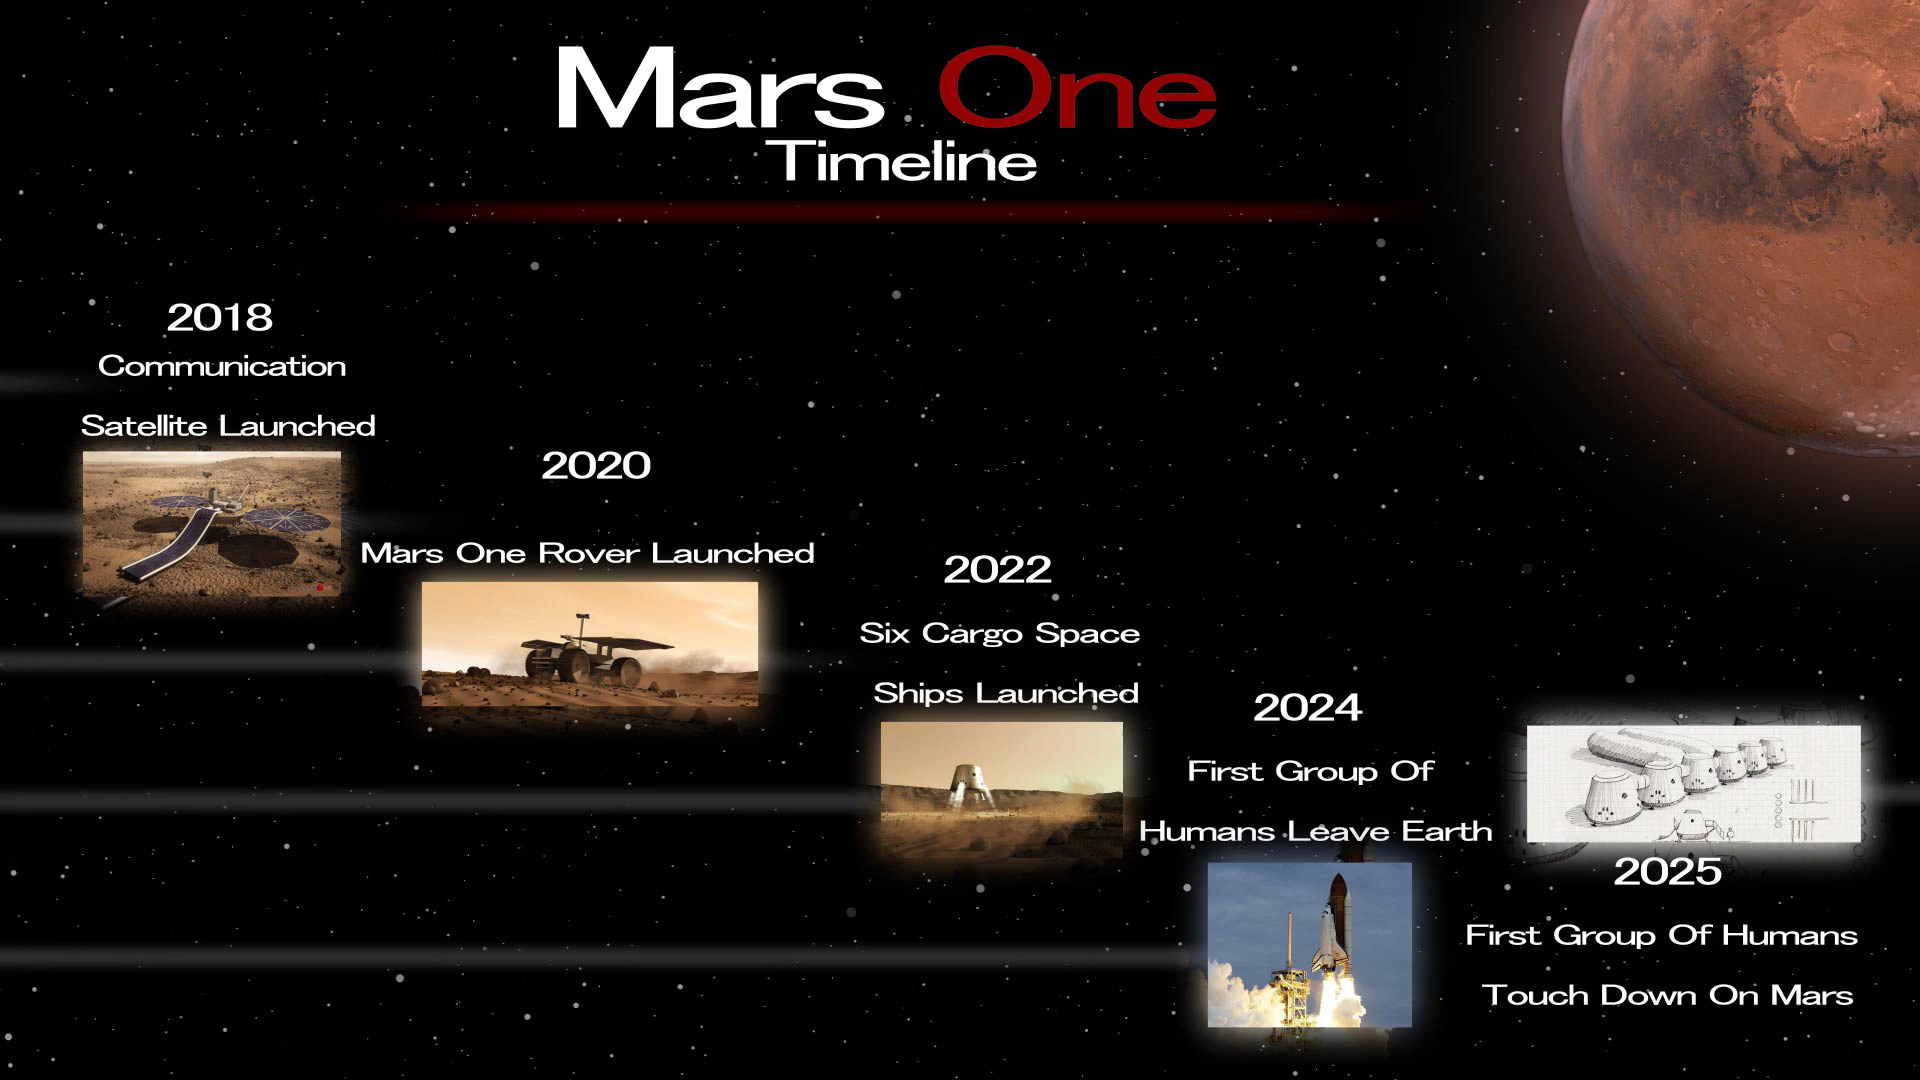 Mars One
Timeline
2018
Communication
Satellite Launched
2020
Mars One Rover Launched
2022
Six Cargo Space
Ships Launched
2024
First Group Of
Humans Leave Earth
2025
First Group Of Humans
Touch Down On Mars